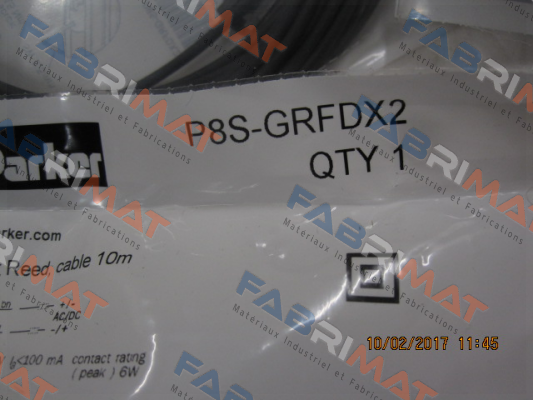 P8S-GRFDX2
QTY 1
Parker
rker.com
Reed cable 10m
on +/-
AC/DC
-/+
<100 mA contact rating
( peak ) 6W
10/02/2017 11:45
FABRIMAT
Materiaux Industriel et Fabrications